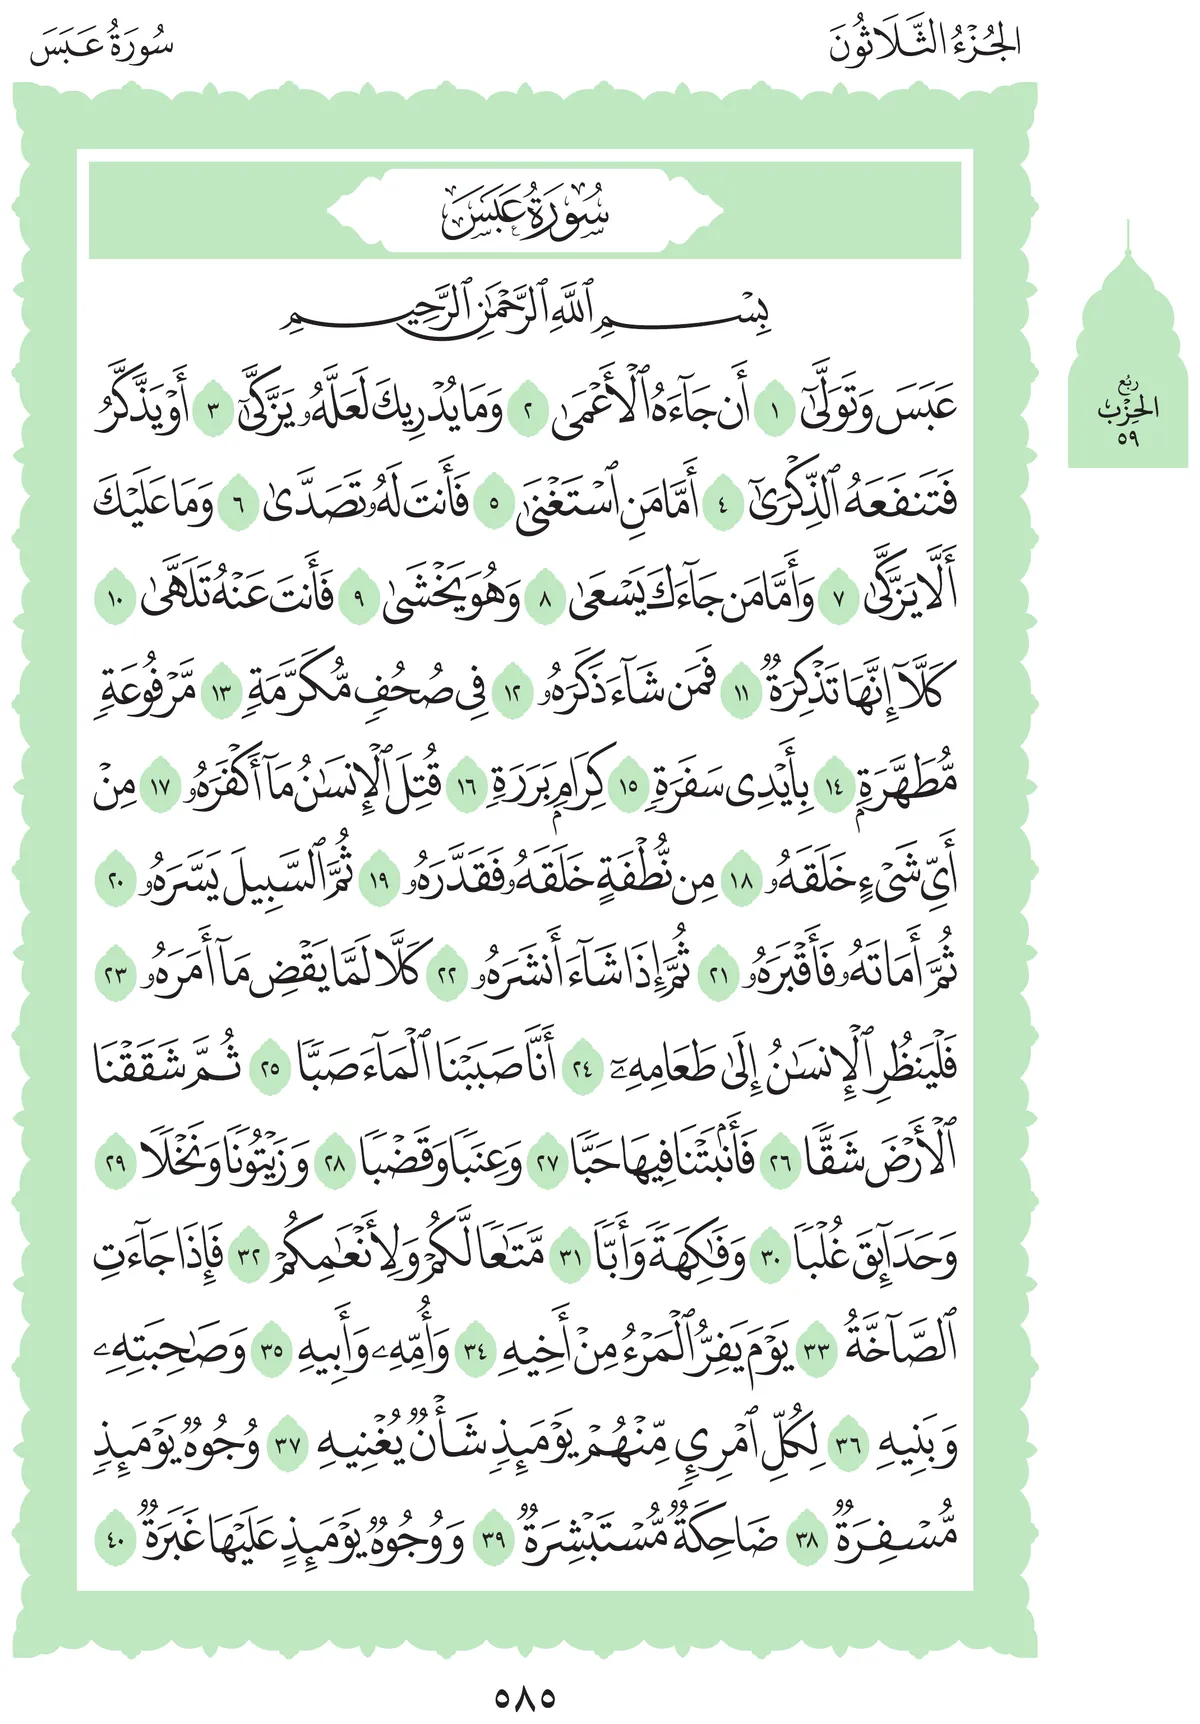 الجُزْءُ الثَّلَاثُونَ
سُورَةُ عَبَسَ
سُورَةُ عَبَسَ
بِسْمِ ٱللَّهِ ٱلرَّحْمَٰنِ ٱلرَّحِيمِ
عَبَسَ وَتَوَلَّىٰٓ ١ أَن جَآءَهُ ٱلْأَعْمَىٰ ٢ وَمَا يُدْرِيكَ لَعَلَّهُۥ يَزَّكَّىٰٓ ٣ أَوْ يَذَّكَّرُ
فَتَنفَعَهُ ٱلذِّكْرَىٰٓ ٤ أَمَّا مَنِ ٱسْتَغْنَىٰ ٥ فَأَنتَ لَهُۥ تَصَدَّىٰ ٦ وَمَا عَلَيْكَ
أَلَّا يَزَّكَّىٰ ٧ وَأَمَّا مَن جَآءَكَ يَسْعَىٰ ٨ وَهُوَ يَخْشَىٰ ٩ فَأَنتَ عَنْهُ تَلَهَّىٰ ١٠
كَلَّآ إِنَّهَا تَذْكِرَةٌ ١١ فَمَن شَآءَ ذَكَرَهُۥ ١٢ فِى صُحُفٍ مُّكَرَّمَةٍ ١٣ مَّرْفُوعَةٍ
مُّطَهَّرَةٍۭ ١٤ بِأَيْدِى سَفَرَةٍ ١٥ كِرَامٍۭ بَرَرَةٍ ١٦ قُتِلَ ٱلْإِنسَٰنُ مَآ أَكْفَرَهُۥ ١٧ مِنْ
أَىِّ شَىْءٍ خَلَقَهُۥ ١٨ مِن نُّطْفَةٍ خَلَقَهُۥ فَقَدَّرَهُۥ ١٩ ثُمَّ ٱلسَّبِيلَ يَسَّرَهُۥ ٢٠
ثُمَّ أَمَاتَهُۥ فَأَقْبَرَهُۥ ٢١ ثُمَّ إِذَا شَآءَ أَنشَرَهُۥ ٢٢ كَلَّا لَمَّا يَقْضِ مَآ أَمَرَهُۥ ٢٣
فَلْيَنظُرِ ٱلْإِنسَٰنُ إِلَىٰ طَعَامِهِۦٓ ٢٤ أَنَّا صَبَبْنَا ٱلْمَآءَ صَبًّا ٢٥ ثُمَّ شَقَقْنَا
ٱلْأَرْضَ شَقًّا ٢٦ فَأَنۢبَتْنَا فِيهَا حَبًّا ٢٧ وَعِنَبًا وَقَضْبًا ٢٨ وَزَيْتُونًا وَنَخْلًا ٢٩
وَحَدَآئِقَ غُلْبًا ٣٠ وَفَٰكِهَةً وَأَبًّا ٣١ مَّتَٰعًا لَّكُمْ وَلِأَنْعَٰمِكُمْ ٣٢ فَإِذَا جَآءَتِ
ٱلصَّآخَّةُ ٣٣ يَوْمَ يَفِرُّ ٱلْمَرْءُ مِنْ أَخِيهِ ٣٤ وَأُمِّهِۦ وَأَبِيهِ ٣٥ وَصَٰحِبَتِهِۦ
وَبَنِيهِ ٣٦ لِكُلِّ ٱمْرِئٍ مِّنْهُمْ يَوْمَئِذٍ شَأْنٌ يُغْنِيهِ ٣٧ وُجُوهٌ يَوْمَئِذٍ
مُّسْفِرَةٌ ٣٨ ضَاحِكَةٌ مُّسْتَبْشِرَةٌ ٣٩ وَوُجُوهٌ يَوْمَئِذٍ عَلَيْهَا غَبَرَةٌ ٤٠
رُبُعُ
الحِزْب
٥٩
٥٨٥